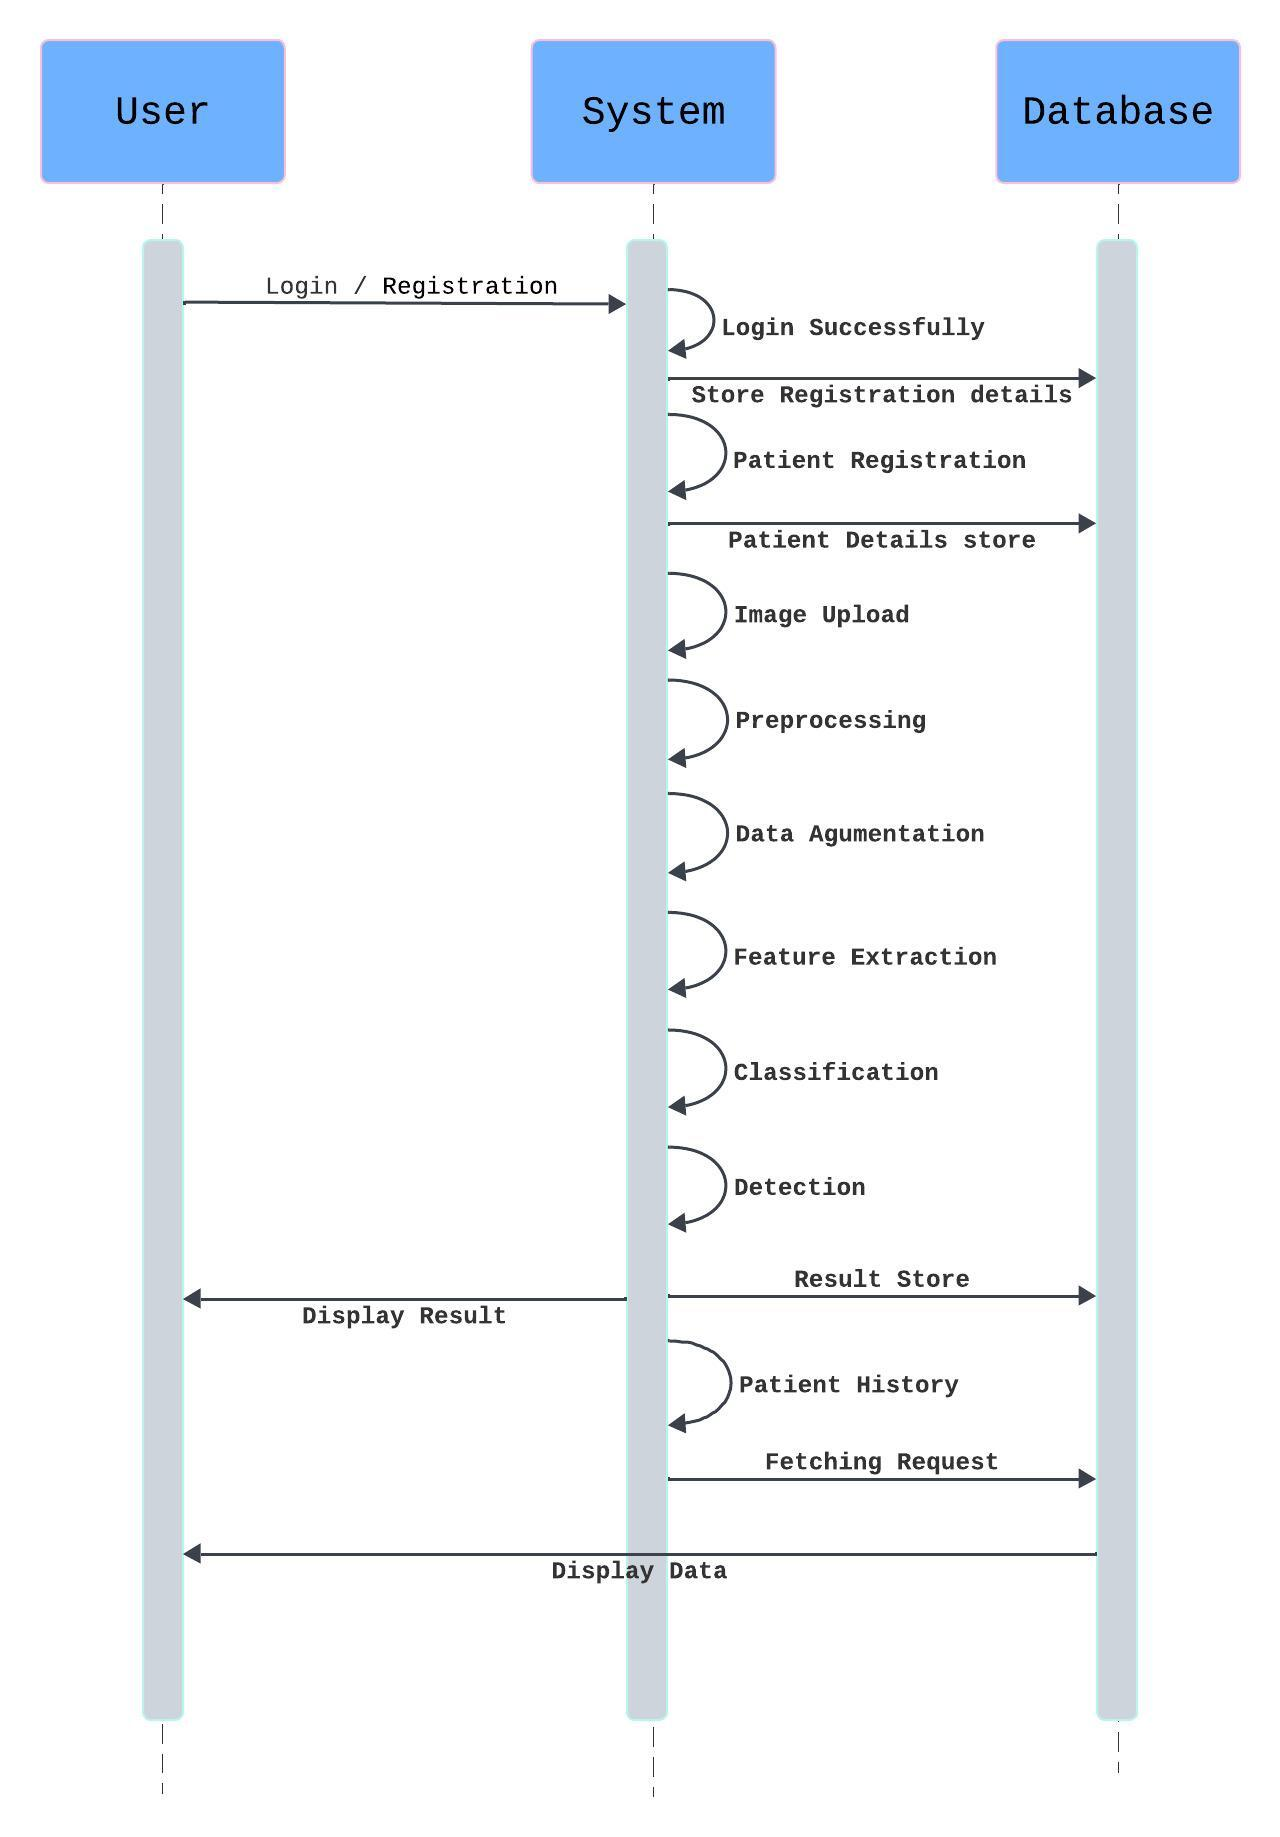 User
System
Database
Login / Registration
Login Successfully
Store Registration details
Patient Registration
Patient Details store
Image Upload
Preprocessing
Data Agumentation
Feature Extraction
Classification
Detection
Result Store
Display Result
Patient History
Fetching Request
Display Data